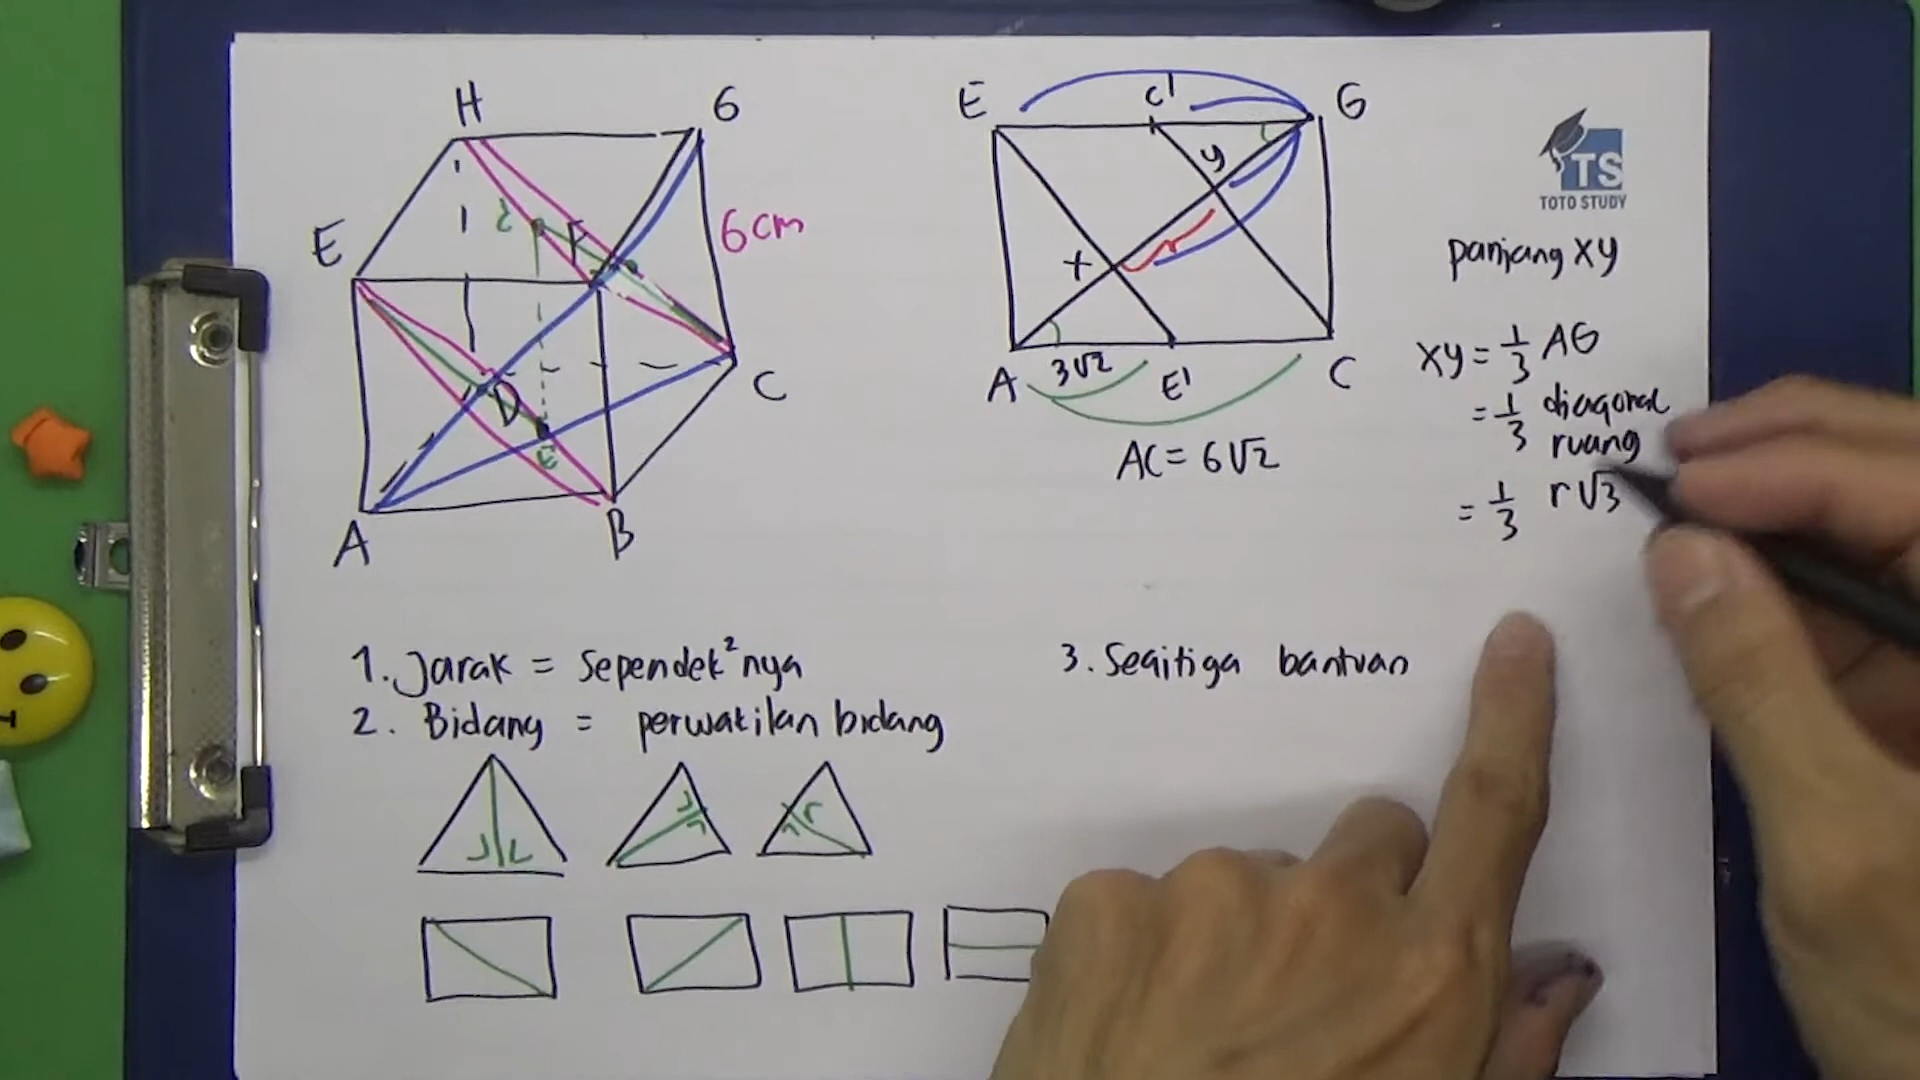 H
G
E
F
6 cm
D
C
E'
A
B
E
C'
G
y
x
3√2
A
E'
C
AC = 6√2
TS
TOTO STUDY
panjang XY
XY = 1/3 AG
= 1/3 diagonal
ruang
= 1/3 r√3
1. Jarak = sependek²nya
2. Bidang = perwakilan bidang
3. Segitiga bantuan